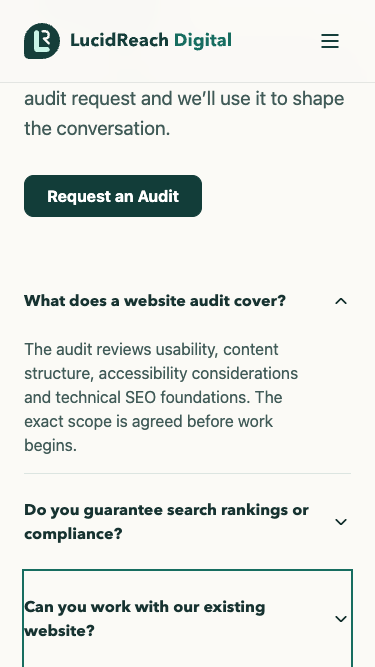 LucidReach Digital
audit request and we’ll use it to shape
the conversation.
Request an Audit
What does a website audit cover?
The audit reviews usability, content
structure, accessibility considerations
and technical SEO foundations. The
exact scope is agreed before work
begins.
Do you guarantee search rankings or
compliance?
Can you work with our existing
website?